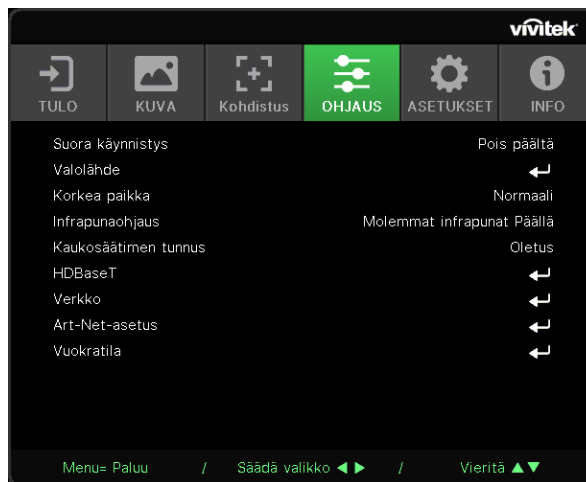 vivitek
TULO KUVA Kohdistus OHJAUS ASETUKSET INFO
Suora käynnistys Pois päältä
Valolähde
Korkea paikka Normaali
Infrapunaohjaus Molemmat infrapunat Päällä
Kaukosäätimen tunnus Oletus
HDBaseT
Verkko
Art-Net-asetus
Vuokratila
Menu= Paluu / Säädä valikko ◀ ▶ / Vieritä ▲▼